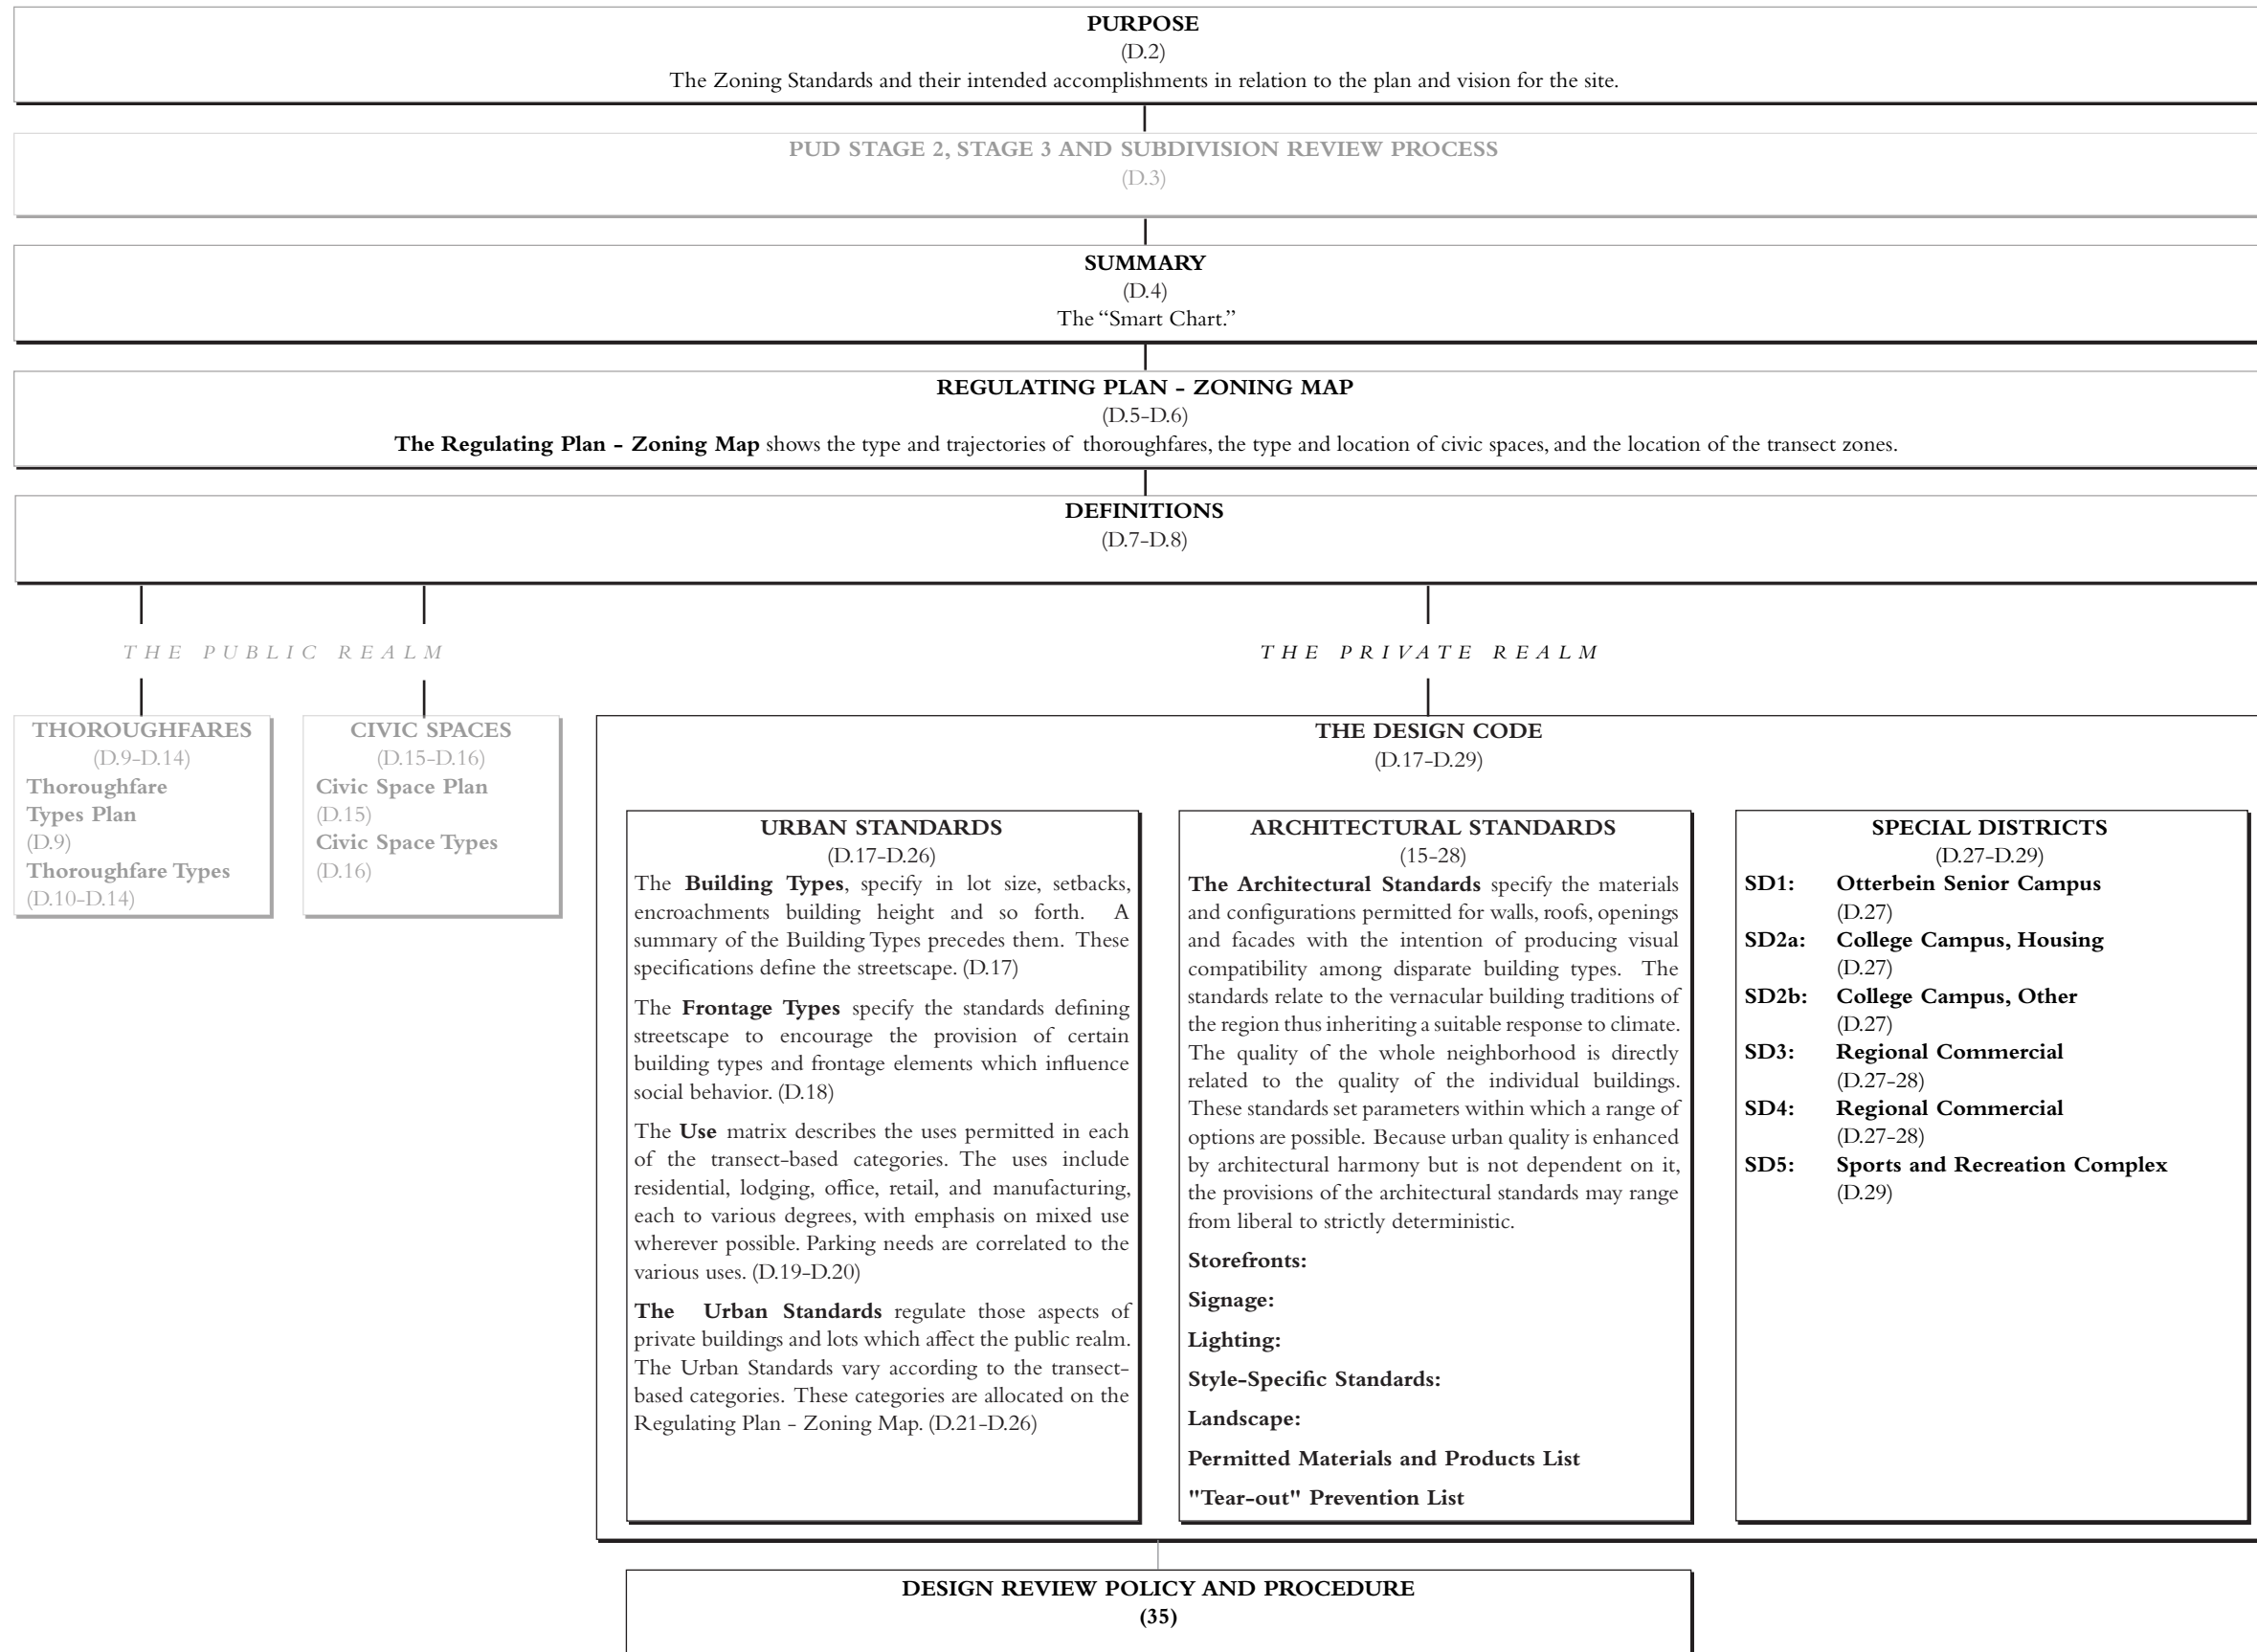 PURPOSE
(D.2)
The Zoning Standards and their intended accomplishments in relation to the plan and vision for the site.
PUD STAGE 2, STAGE 3 AND SUBDIVISION REVIEW PROCESS
(D.3)
SUMMARY
(D.4)
The “Smart Chart.”
REGULATING PLAN - ZONING MAP
(D.5-D.6)
The Regulating Plan - Zoning Map shows the type and trajectories of thoroughfares, the type and location of civic spaces, and the location of the transect zones.
DEFINITIONS
(D.7-D.8)
THE PUBLIC REALM
THE PRIVATE REALM
THOROUGHFARES
(D.9-D.14)
Thoroughfare
Types Plan
(D.9)
Thoroughfare Types
(D.10-D.14)
CIVIC SPACES
(D.15-D.16)
Civic Space Plan
(D.15)
Civic Space Types
(D.16)
THE DESIGN CODE
(D.17-D.29)
URBAN STANDARDS
(D.17-D.26)
The Building Types, specify in lot size, setbacks,
encroachments building height and so forth. A
summary of the Building Types precedes them. These
specifications define the streetscape. (D.17)
The Frontage Types specify the standards defining
streetscape to encourage the provision of certain
building types and frontage elements which influence
social behavior. (D.18)
The Use matrix describes the uses permitted in each
of the transect-based categories. The uses include
residential, lodging, office, retail, and manufacturing,
each to various degrees, with emphasis on mixed use
wherever possible. Parking needs are correlated to the
various uses. (D.19-D.20)
The Urban Standards regulate those aspects of
private buildings and lots which affect the public realm.
The Urban Standards vary according to the transect-
based categories. These categories are allocated on the
Regulating Plan - Zoning Map. (D.21-D.26)
ARCHITECTURAL STANDARDS
(15-28)
The Architectural Standards specify the materials
and configurations permitted for walls, roofs, openings
and facades with the intention of producing visual
compatibility among disparate building types. The
standards relate to the vernacular building traditions of
the region thus inheriting a suitable response to climate.
The quality of the whole neighborhood is directly
related to the quality of the individual buildings.
These standards set parameters within which a range of
options are possible. Because urban quality is enhanced
by architectural harmony but is not dependent on it,
the provisions of the architectural standards may range
from liberal to strictly deterministic.
Storefronts:
Signage:
Lighting:
Style-Specific Standards:
Landscape:
Permitted Materials and Products List
"Tear-out" Prevention List
SPECIAL DISTRICTS
(D.27-D.29)
SD1: Otterbein Senior Campus
(D.27)
SD2a: College Campus, Housing
(D.27)
SD2b: College Campus, Other
(D.27)
SD3: Regional Commercial
(D.27-28)
SD4: Regional Commercial
(D.27-28)
SD5: Sports and Recreation Complex
(D.29)
DESIGN REVIEW POLICY AND PROCEDURE
(35)